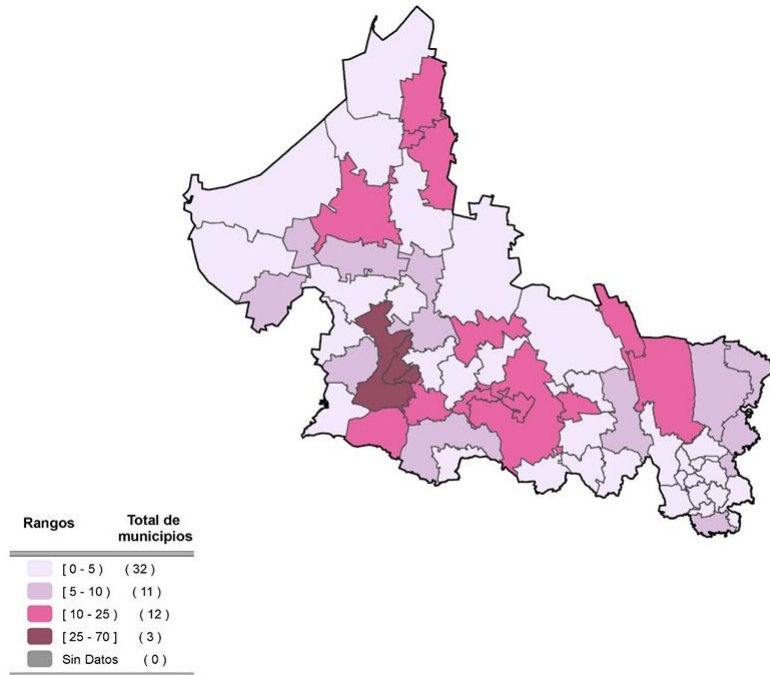 Rangos Total de municipios
[ 0 - 5 ) ( 32 )
[ 5 - 10 ) ( 11 )
[ 10 - 25 ) ( 12 )
[ 25 - 70 ] ( 3 )
Sin Datos ( 0 )